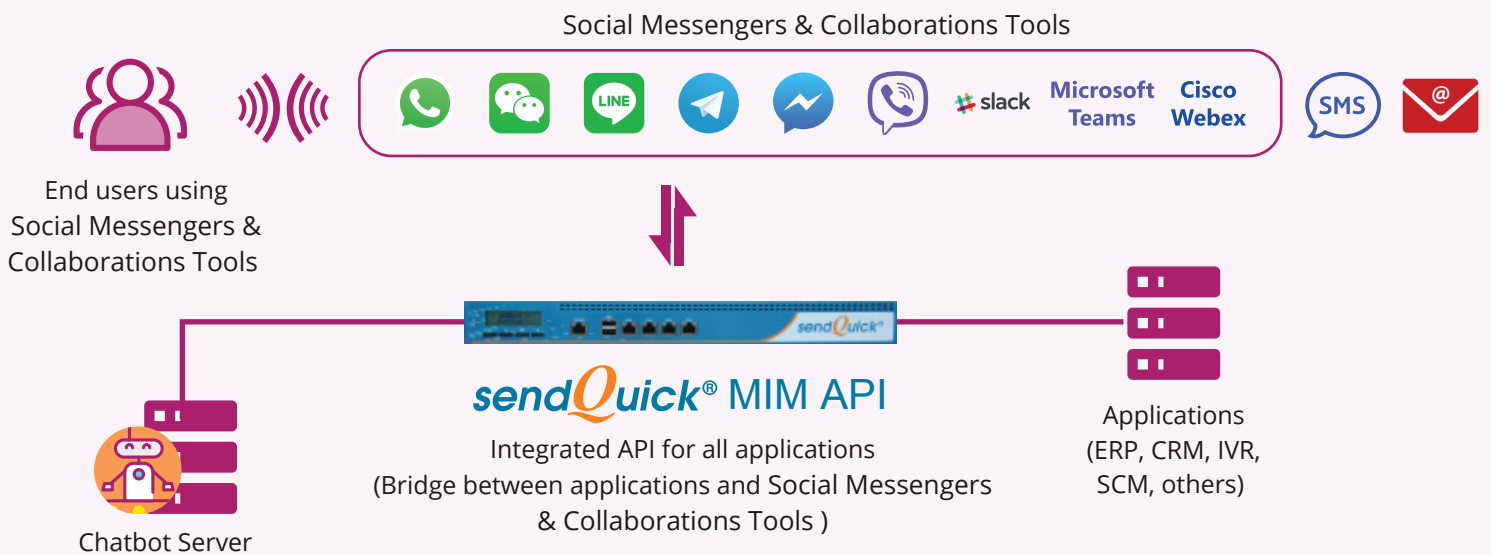 Social Messengers & Collaborations Tools
LINE
slack
Microsoft
Teams
Cisco
Webex
SMS
@
End users using
Social Messengers &
Collaborations Tools
sendQuick®
sendQuick® MIM API
Integrated API for all applications
(Bridge between applications and Social Messengers
& Collaborations Tools )
Applications
(ERP, CRM, IVR,
SCM, others)
Chatbot Server